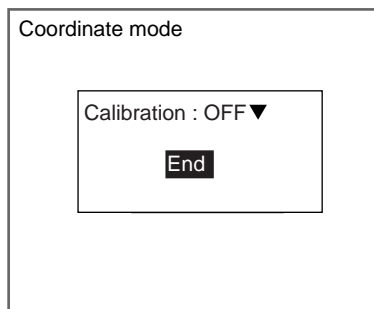 Coordinate mode
Calibration : OFF▼
End